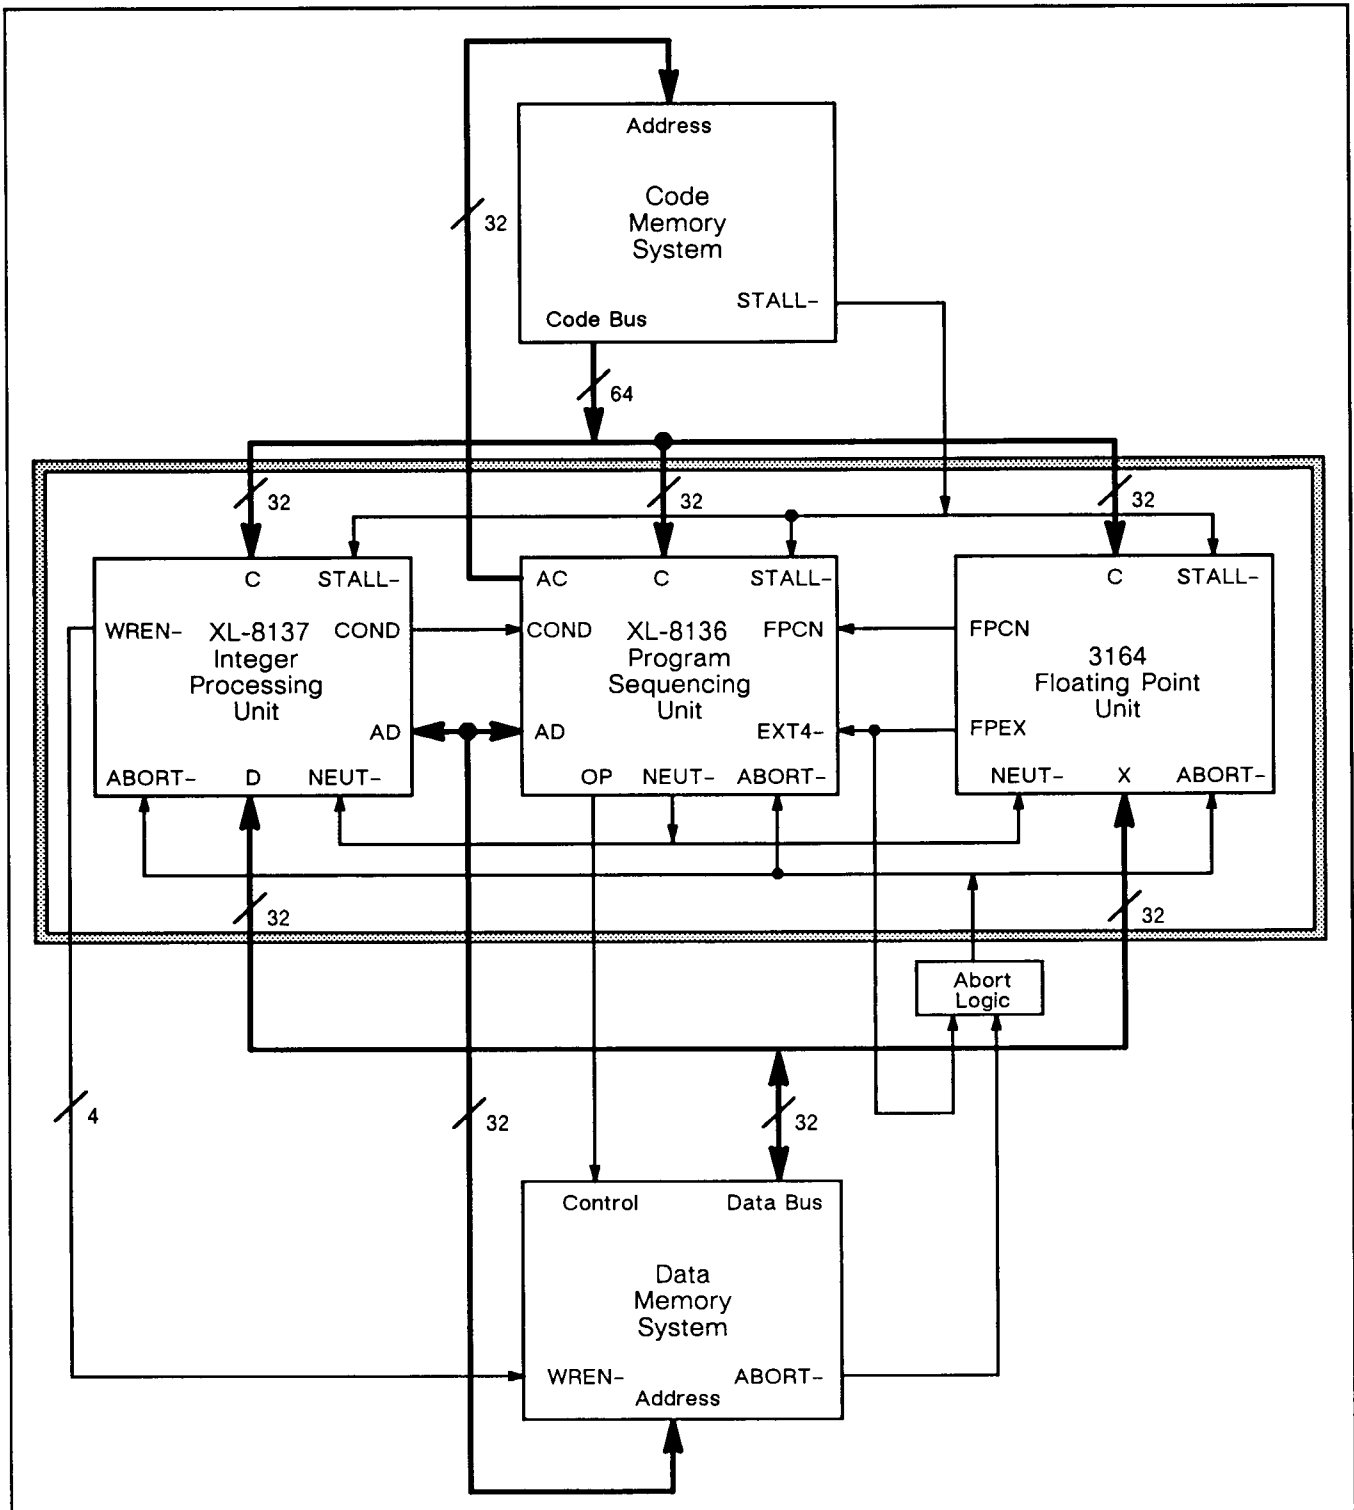 Address
Code
Memory
System
32
STALL-
Code Bus
64
32
32
32
C STALL-
AC C STALL-
C STALL-
WREN- XL-8137 COND
Integer
Processing
Unit
AD
ABORT- D NEUT-
COND XL-8136 FPCN
Program
Sequencing
Unit
AD EXT4-
OP NEUT- ABORT-
FPCN
3164
Floating Point
Unit
FPEX
NEUT- X ABORT-
32
32
Abort
Logic
4
32
32
Control Data Bus
Data
Memory
System
WREN- ABORT-
Address